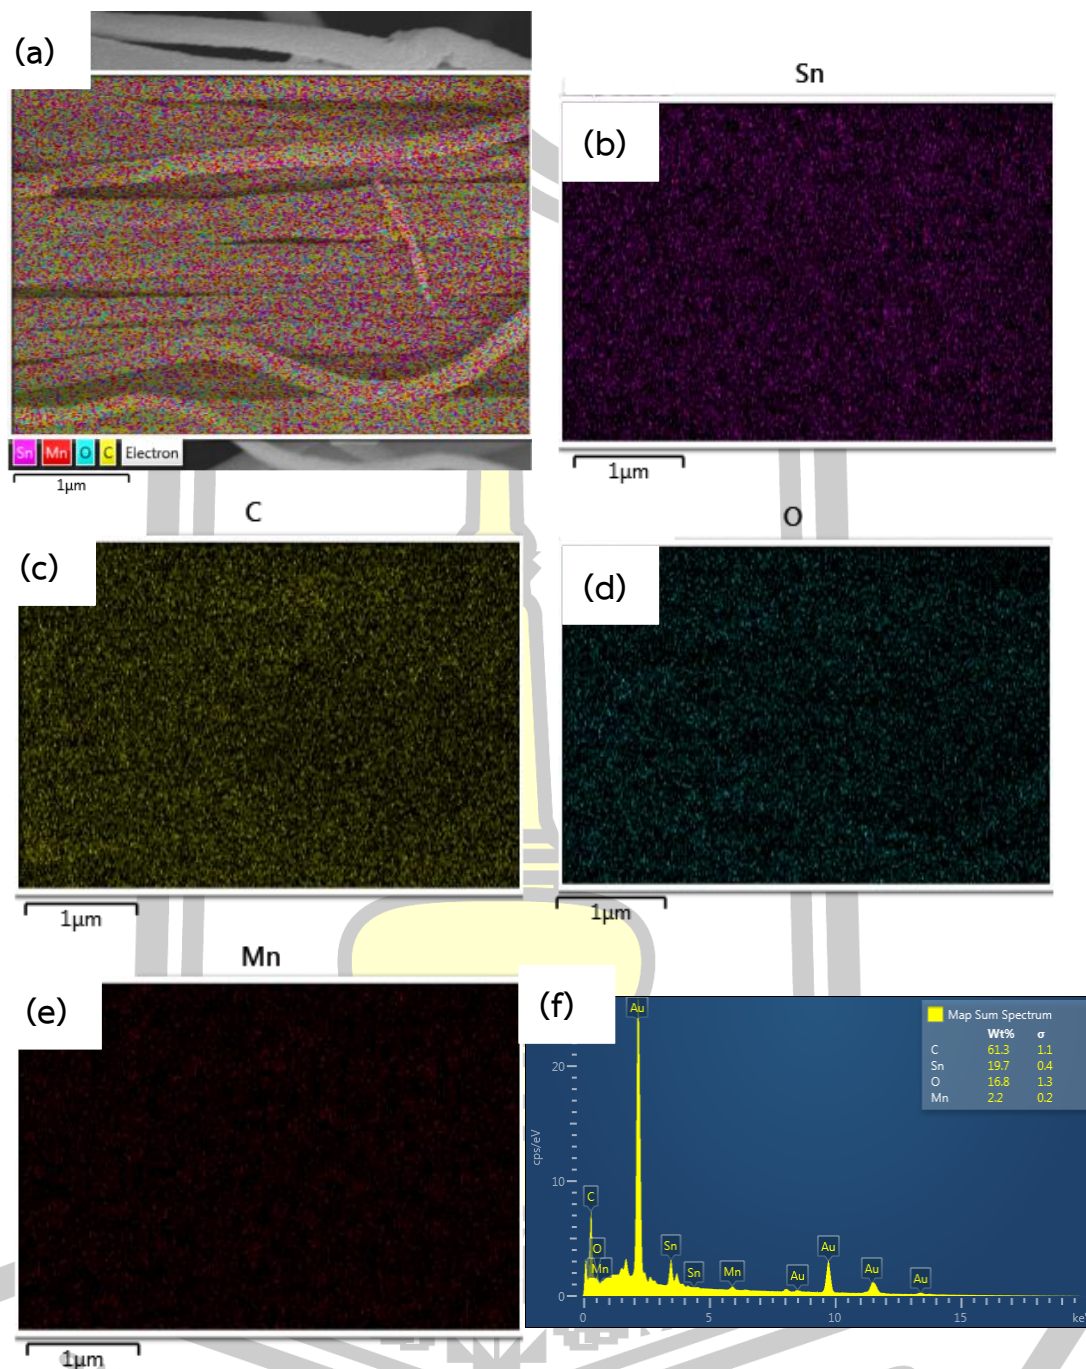 (a)
Sn Mn O C Electron
1μm
Sn
(b)
1μm
C
(c)
1μm
O
(d)
1μm
Mn
(e)
1μm
(f)
Map Sum Spectrum
Wt% σ
C 61.3 1.1
Sn 19.7 0.4
O 16.8 1.3
Mn 2.2 0.2
cps/eV
20
10
0
Au
C
O
Mn
Sn
Sn
Mn
Au
Au
Au
Au
0 5 10 15 ke